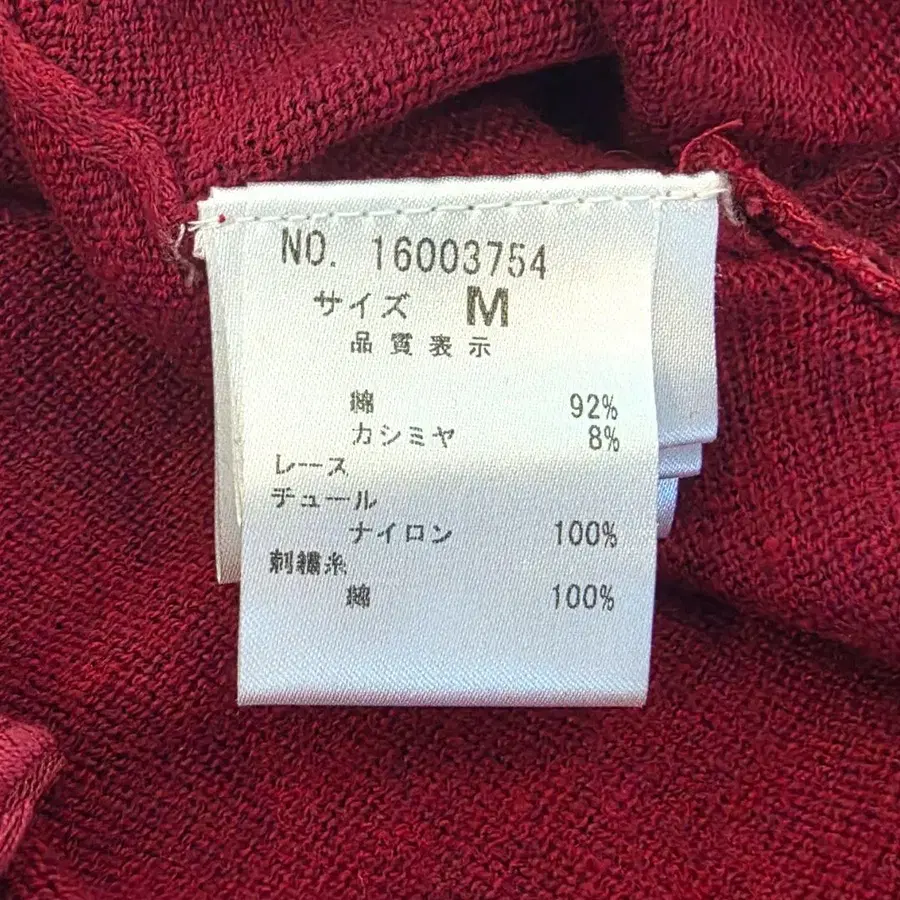 NO. 16003754
サイズ M
品質表示
綿 92%
カシミヤ 8%
レース
チュール
ナイロン 100%
刺繍糸
綿 100%